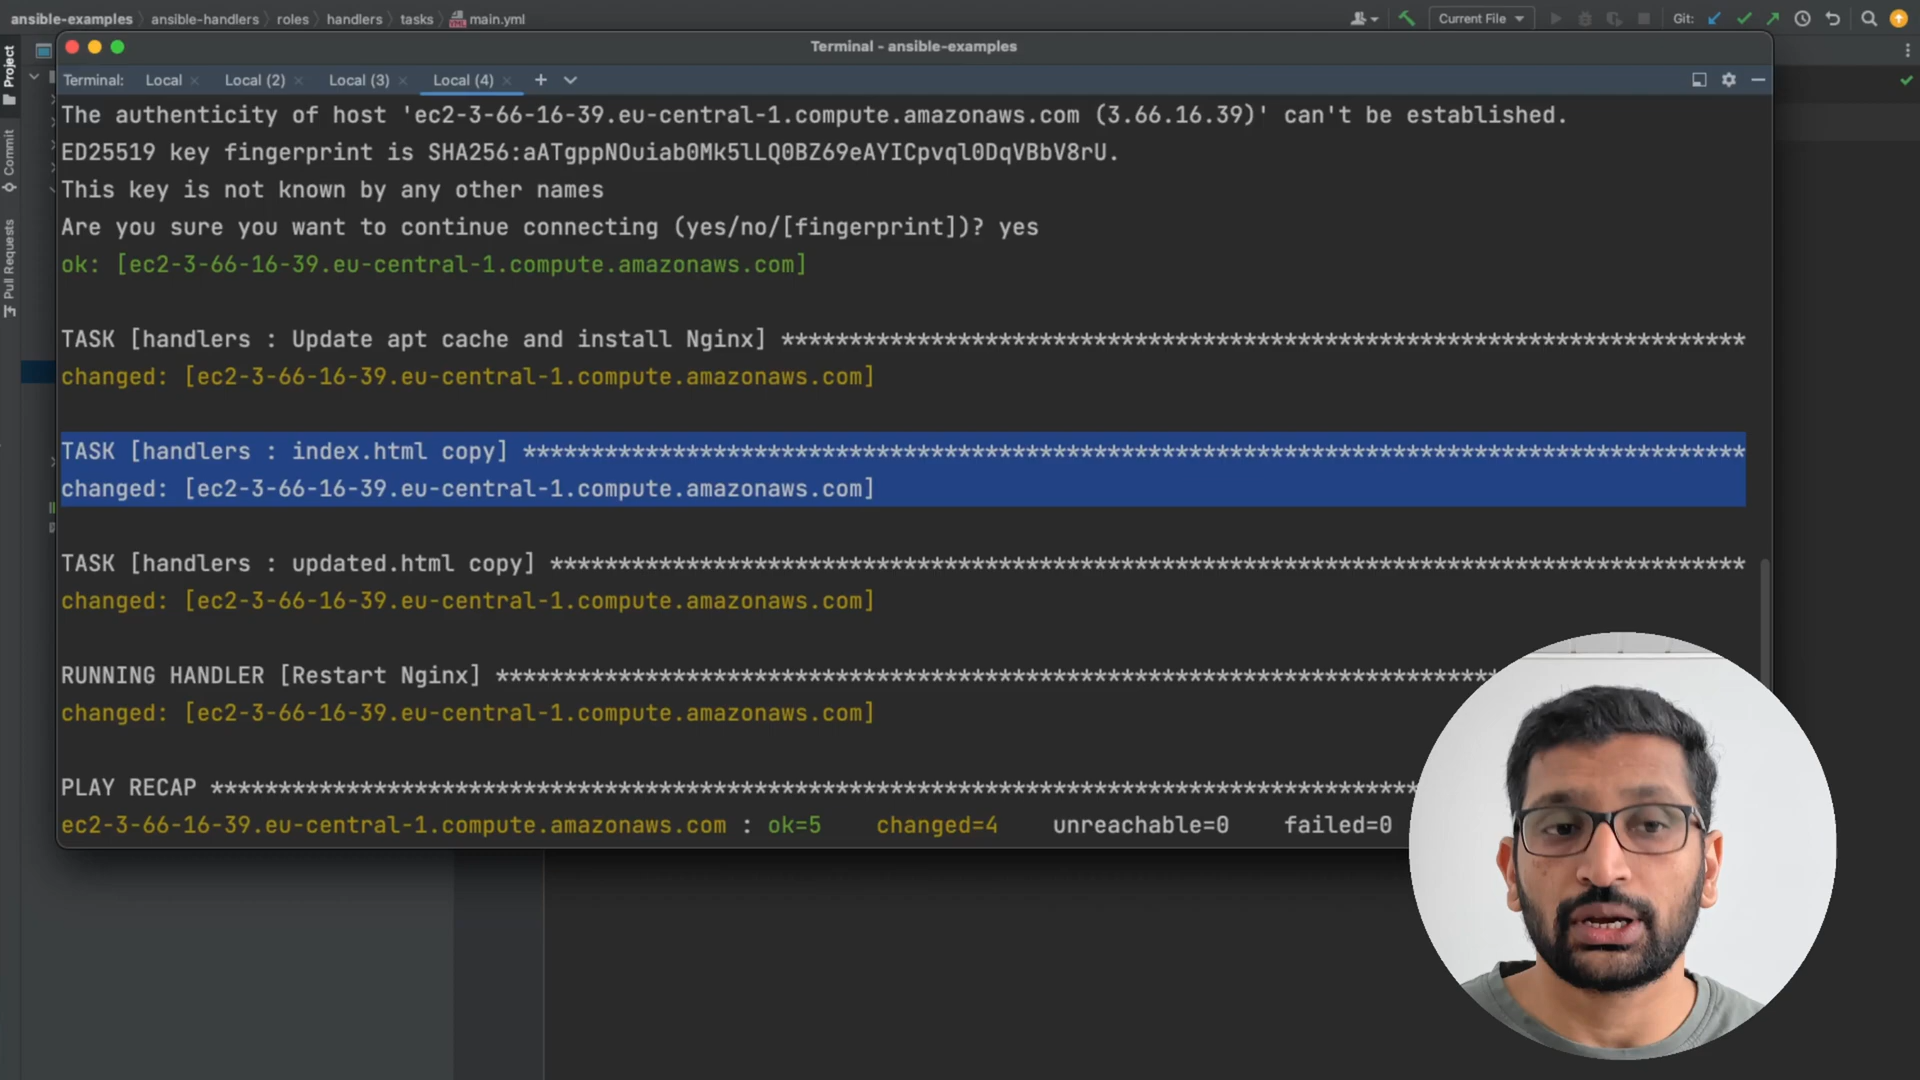 ansible-examples ansible-handlers roles handlers tasks main.yml
Current File Git:
Terminal - ansible-examples
Terminal: Local Local (2) Local (3) Local (4)
Project
Commit
Pull Requests
The authenticity of host 'ec2-3-66-16-39.eu-central-1.compute.amazonaws.com (3.66.16.39)' can't be established.
ED25519 key fingerprint is SHA256:aATgppNOuiab0Mk5lLQ0BZ69eAYICpvql0DqVBbV8rU.
This key is not known by any other names
Are you sure you want to continue connecting (yes/no/[fingerprint])? yes
ok: [ec2-3-66-16-39.eu-central-1.compute.amazonaws.com]
TASK [handlers : Update apt cache and install Nginx] ***********************************************************************
changed: [ec2-3-66-16-39.eu-central-1.compute.amazonaws.com]
TASK [handlers : index.html copy] ******************************************************************************************
changed: [ec2-3-66-16-39.eu-central-1.compute.amazonaws.com]
TASK [handlers : updated.html copy] ****************************************************************************************
changed: [ec2-3-66-16-39.eu-central-1.compute.amazonaws.com]
RUNNING HANDLER [Restart Nginx] **************************************************************************
changed: [ec2-3-66-16-39.eu-central-1.compute.amazonaws.com]
PLAY RECAP *****************************************************************************************
ec2-3-66-16-39.eu-central-1.compute.amazonaws.com : ok=5 changed=4 unreachable=0 failed=0